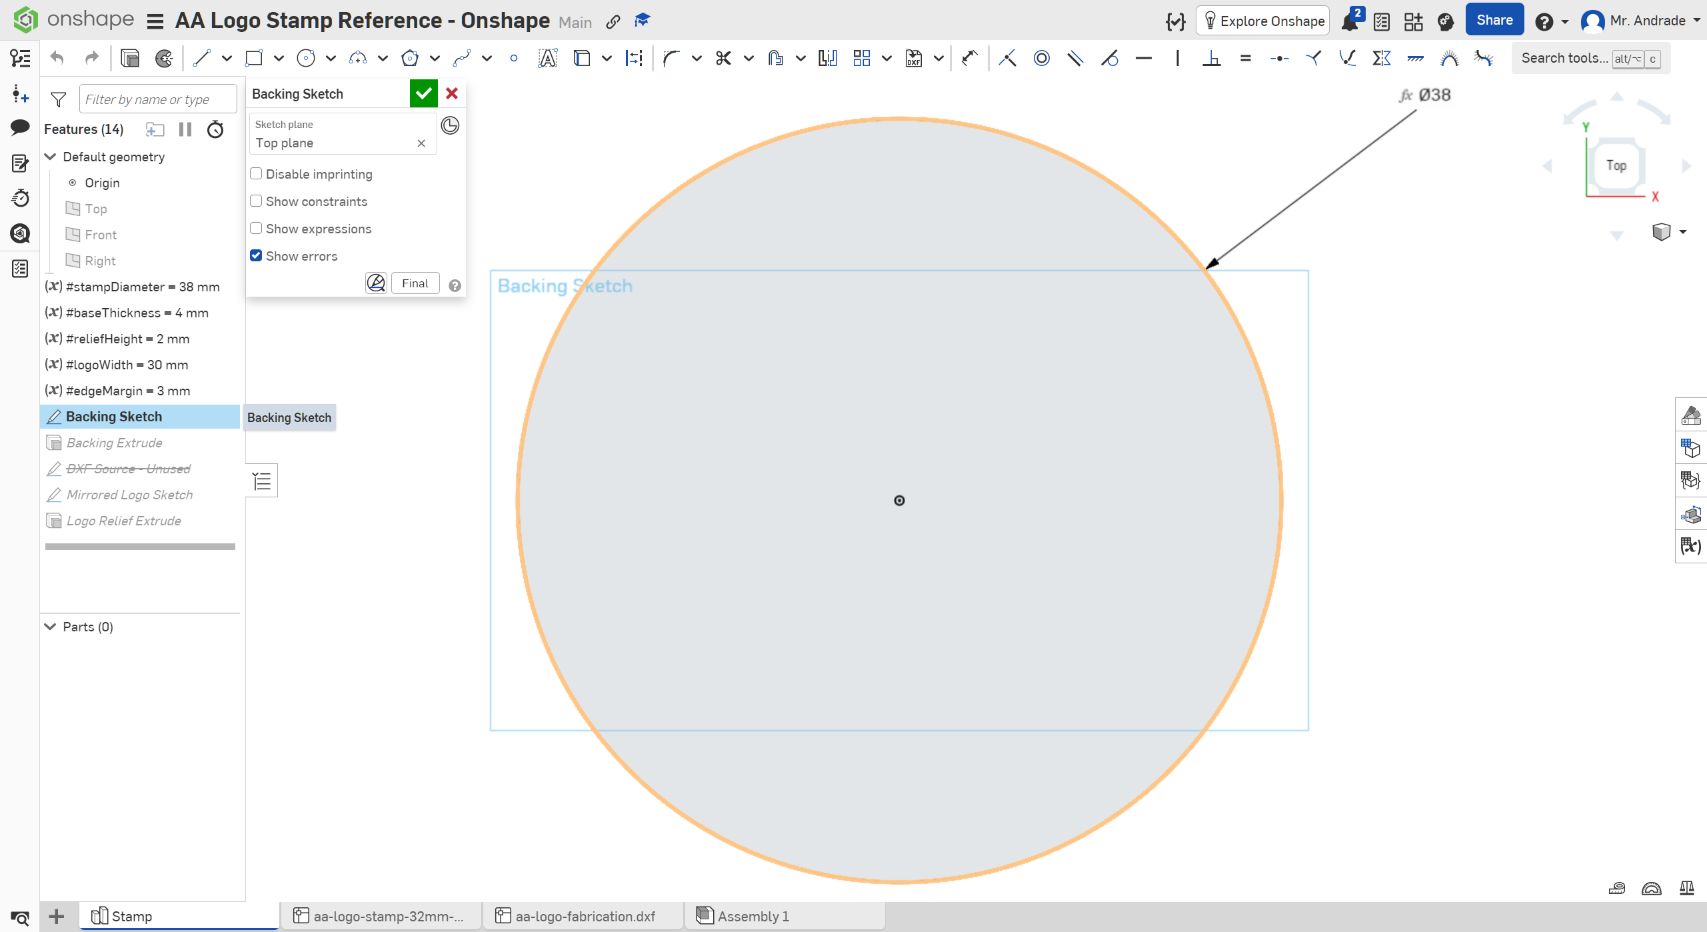 onshape
AA Logo Stamp Reference - Onshape
Main
Explore Onshape
2
Share
Mr. Andrade
DXF
Search tools... alt/⌥ c
Filter by name or type
Features (14)
Default geometry
Origin
Top
Front
Right
(x) #stampDiameter = 38 mm
(x) #baseThickness = 4 mm
(x) #reliefHeight = 2 mm
(x) #logoWidth = 30 mm
(x) #edgeMargin = 3 mm
Backing Sketch
Backing Extrude
DXF Source - Unused
Mirrored Logo Sketch
Logo Relief Extrude
Parts (0)
Backing Sketch
Sketch plane
Top plane
Disable imprinting
Show constraints
Show expressions
Show errors
Final
Backing Sketch
Backing Sketch
fx Ø38
Y
Top
X
(x)
Stamp
aa-logo-stamp-32mm-...
aa-logo-fabrication.dxf
Assembly 1